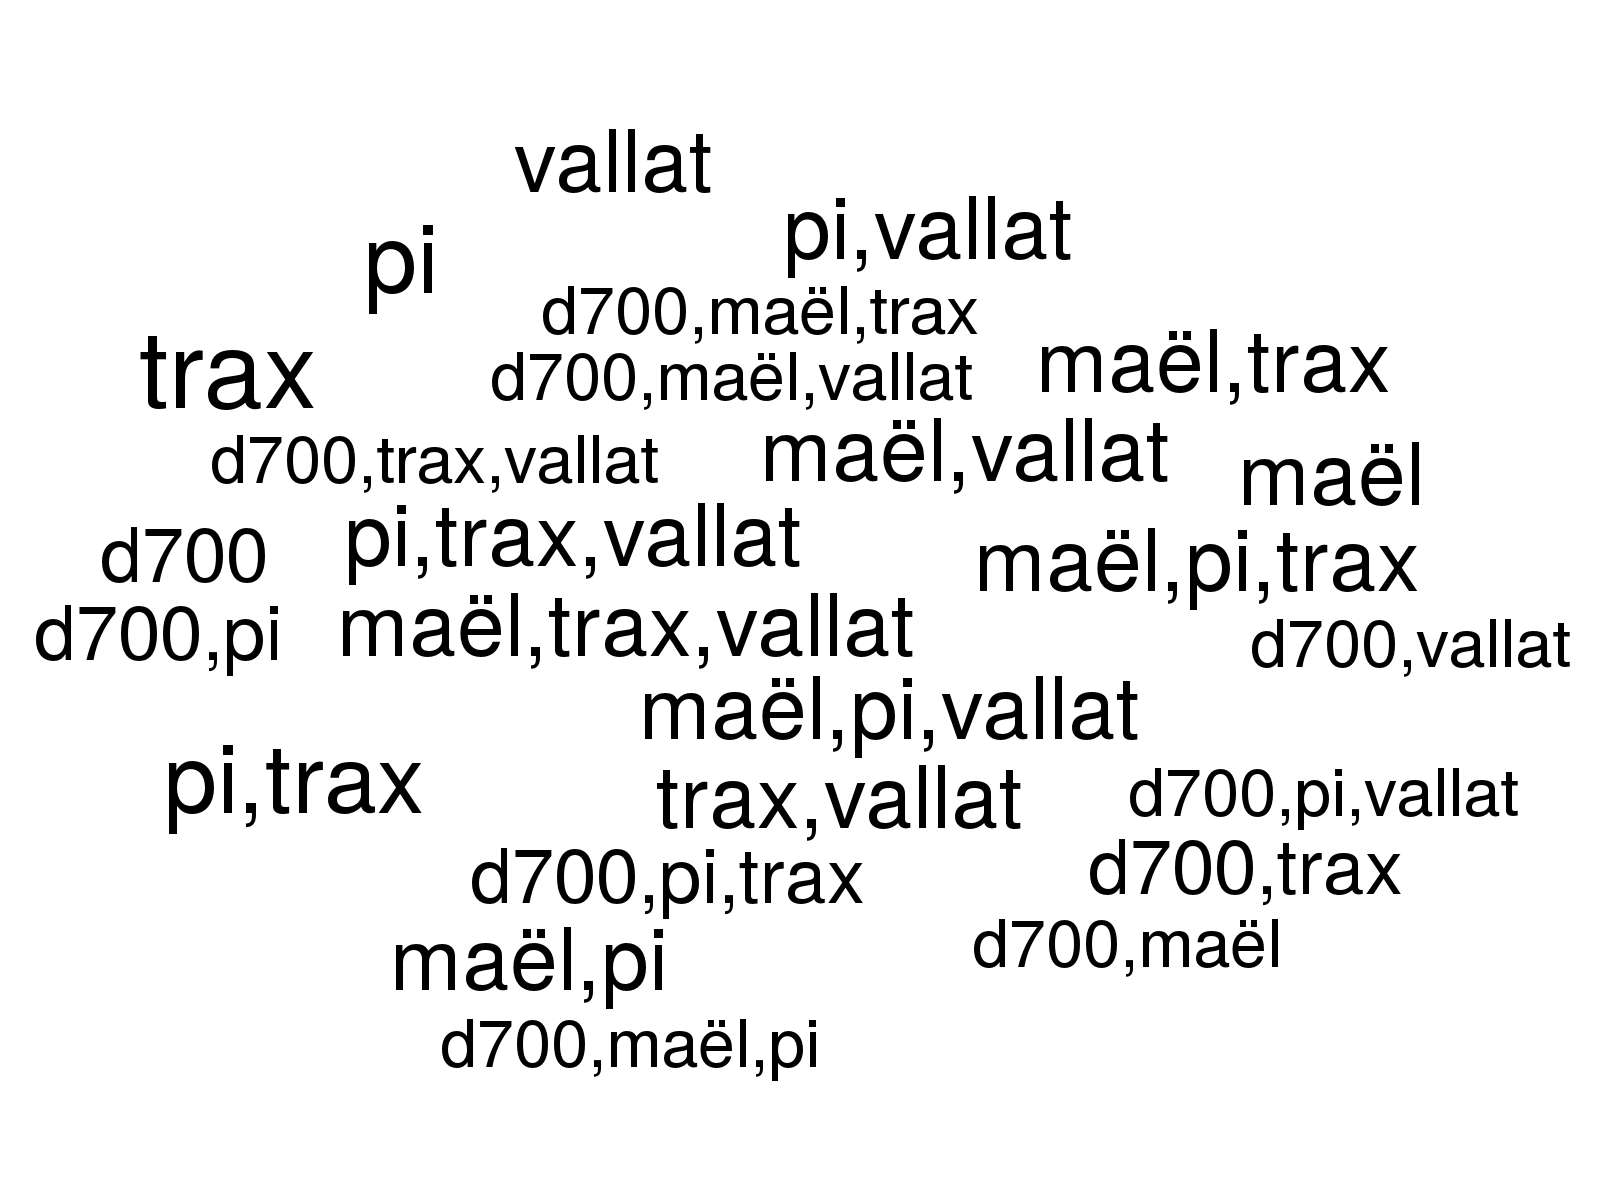 vallat
pi,vallat
pi
d700,maël,trax
trax
d700,maël,vallat
maël,trax
d700,trax,vallat
maël,vallat
maël
d700
pi,trax,vallat
maël,pi,trax
d700,pi
maël,trax,vallat
d700,vallat
maël,pi,vallat
pi,trax
trax,vallat
d700,pi,vallat
d700,pi,trax
d700,trax
maël,pi
d700,maël
d700,maël,pi